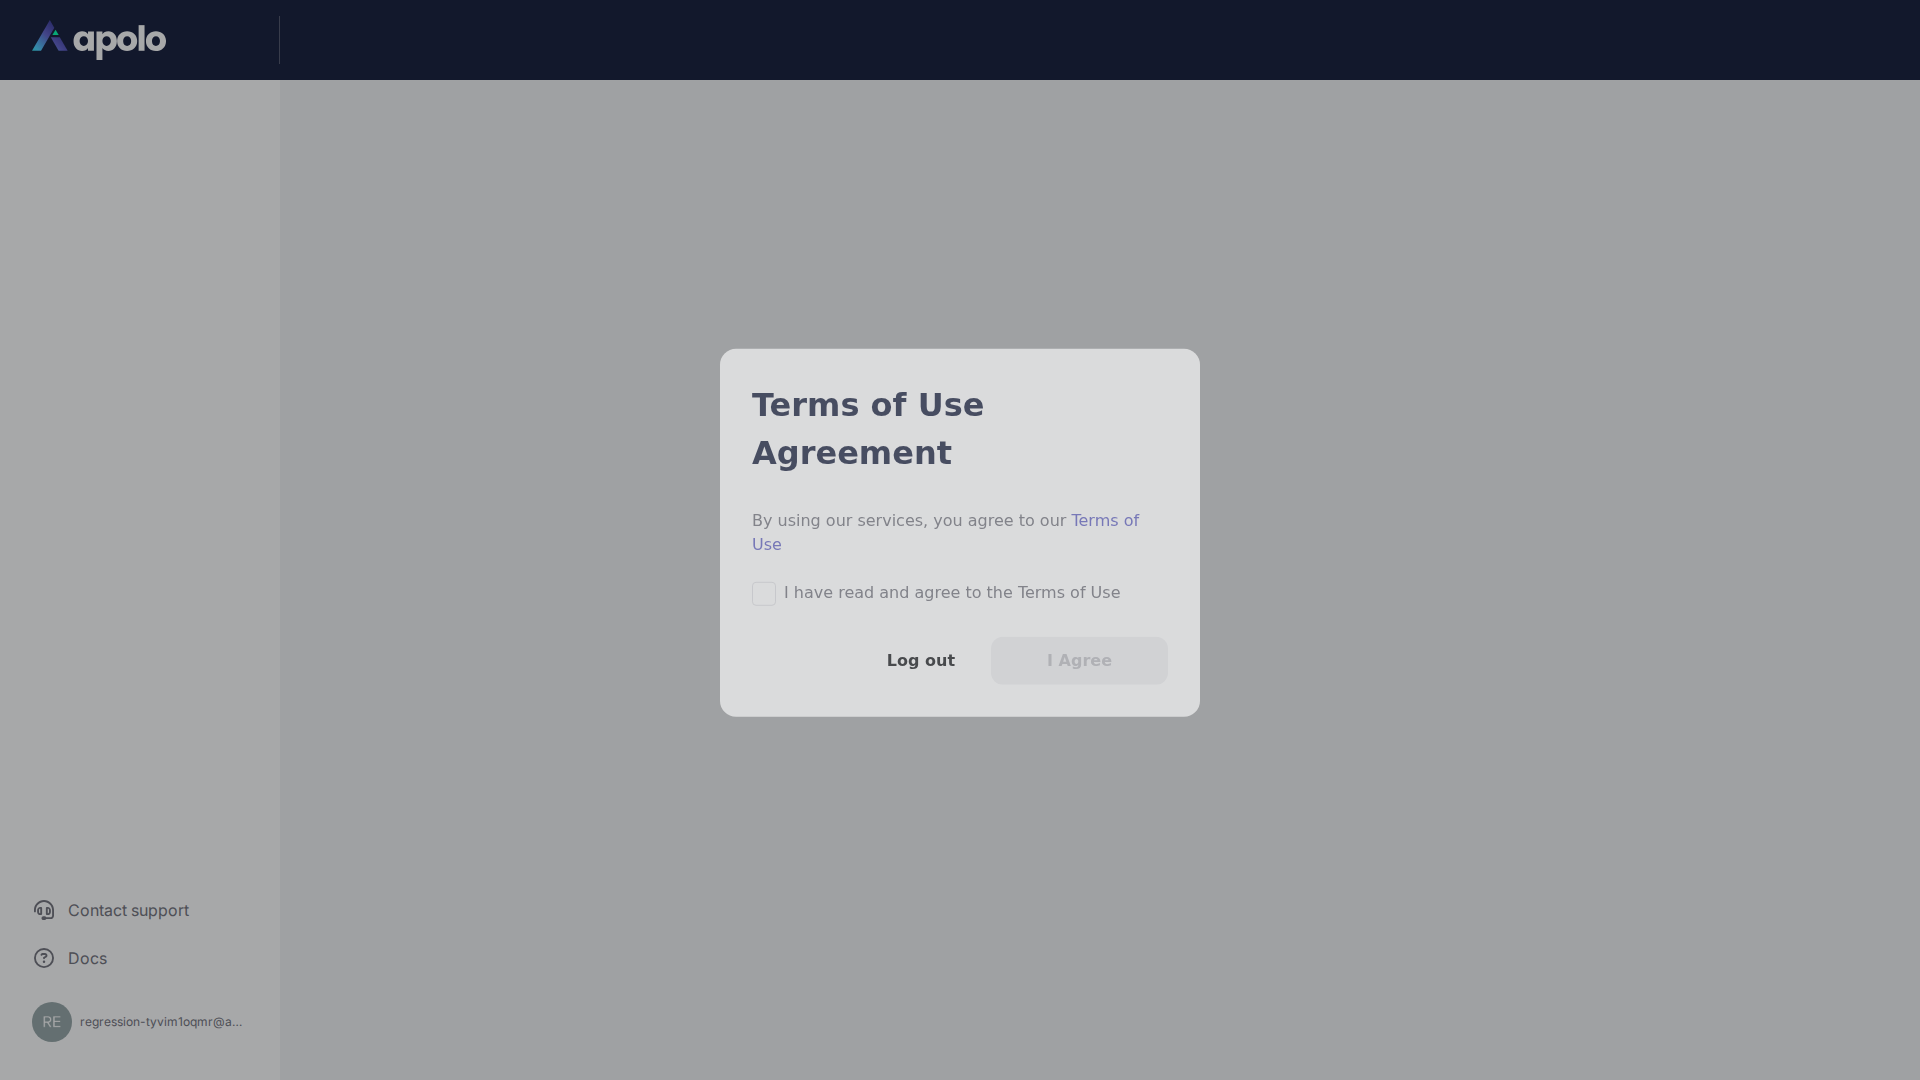 apolo
Terms of Use
Agreement
By using our services, you agree to our Terms of
Use
I have read and agree to the Terms of Use
Log out
I Agree
Contact support
Docs
RE
regression-tyvim1oqmr@a...